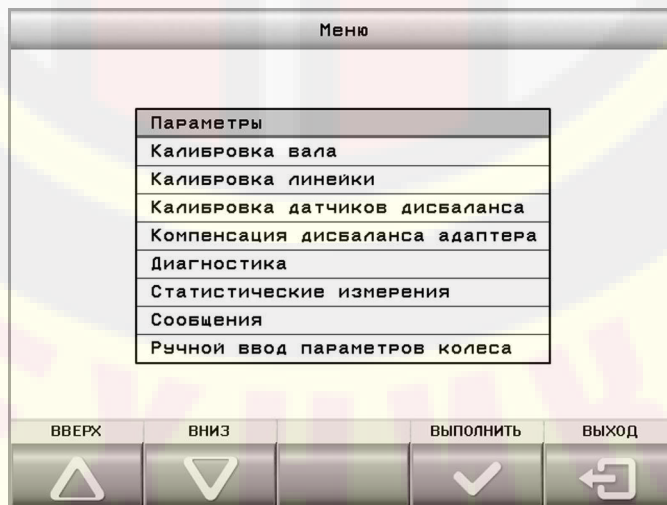 Меню
Параметры
Калибровка вала
Калибровка линейки
Калибровка датчиков дисбаланса
Компенсация дисбаланса адаптера
Диагностика
Статистические измерения
Сообщения
Ручной ввод параметров колеса
ВВЕРХ ВНИЗ ВЫПОЛНИТЬ ВЫХОД